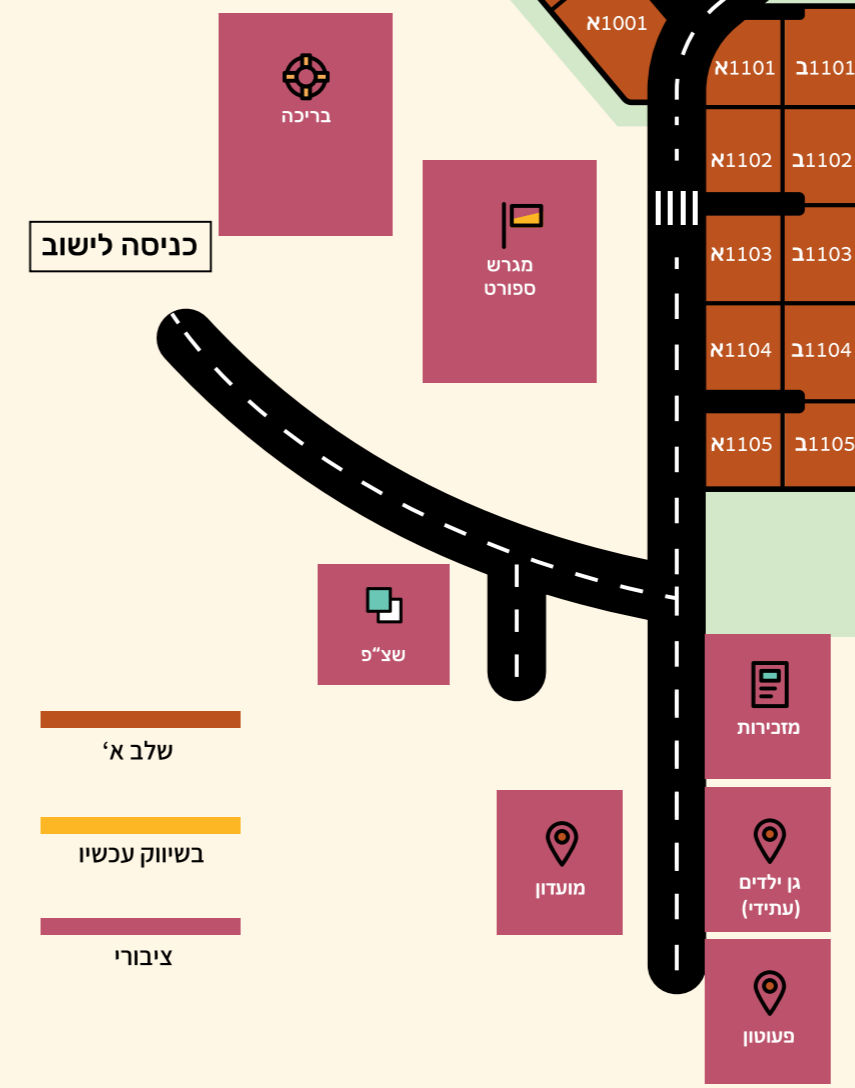 1001א
1101א
1101ב
בריכה
1102א
1102ב
כניסה לישוב
מגרש
ספורט
1103א
1103ב
1104א
1104ב
1105א
1105ב
שצ“פ
מזכירות
שלב א‘
בשיווק עכשיו
מועדון
גן ילדים
(עתידי)
ציבורי
פעוטון